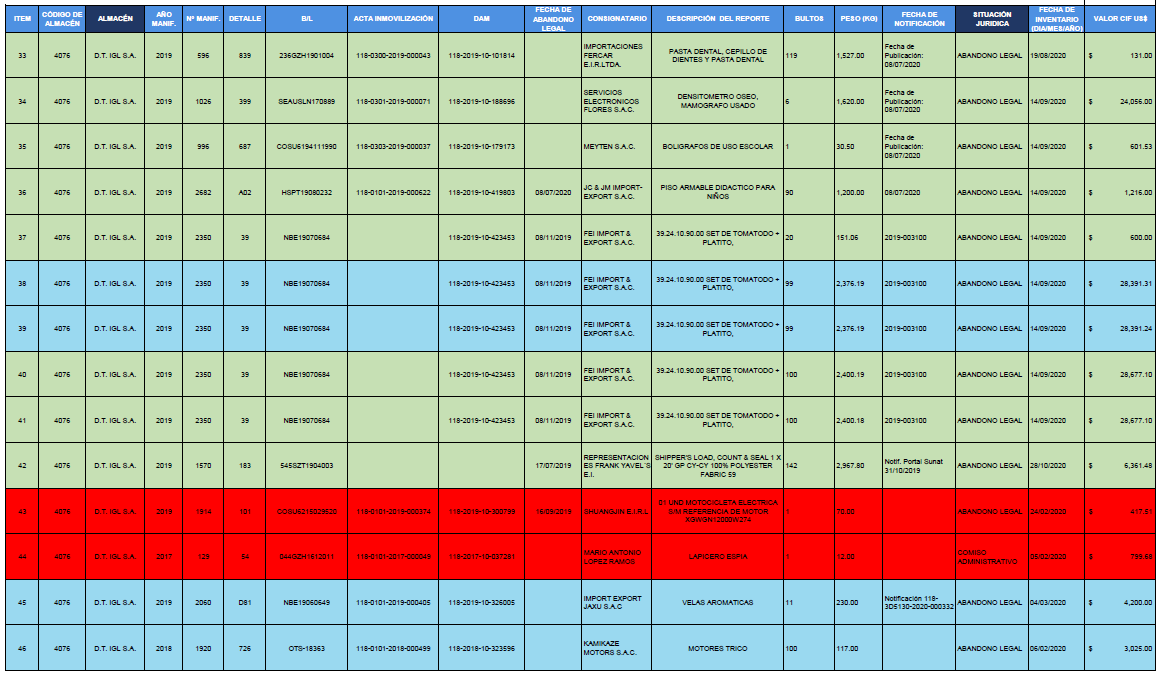 ITEM CÓDIGO DE ALMACÉN ALMACÉN AÑO MANIF. Nº MANIF. DETALLE B/L ACTA INMOVILIZACIÓN DAM FECHA DE ABANDONO LEGAL CONSIGNATARIO DESCRIPCIÓN DEL REPORTE BULTOS PESO (KG) FECHA DE NOTIFICACIÓN SITUACIÓN JURIDICA FECHA DE INVENTARIO (DIA/MES/AÑO) VALOR CIF US$
33 4076 D.T. IGL S.A. 2019 596 839 236GZH1901004 118-0300-2019-000043 118-2019-10-101814 IMPORTACIONES FERCAR E.I.R.LTDA. PASTA DENTAL, CEPILLO DE DIENTES Y PASTA DENTAL 119 1,527.00 Fecha de Publicación: 08/07/2020 ABANDONO LEGAL 19/08/2020 $ 131.00
34 4076 D.T. IGL S.A. 2019 1026 399 SEAUSLN170889 118-0301-2019-000071 118-2019-10-188696 SERVICIOS ELECTRONICOS FLORES S.A.C. DENSITOMETRO OSEO, MAMOGRAFO USADO 6 1,620.00 Fecha de Publicación: 08/07/2020 ABANDONO LEGAL 14/09/2020 $ 24,056.00
35 4076 D.T. IGL S.A. 2019 996 687 COSU6194111990 118-0303-2019-000037 118-2019-10-179173 MEYTEN S.A.C. BOLIGRAFOS DE USO ESCOLAR 1 30.50 Fecha de Publicación: 08/07/2020 ABANDONO LEGAL 14/09/2020 $ 601.53
36 4076 D.T. IGL S.A. 2019 2682 A02 HSPT19080232 118-0101-2019-000622 118-2019-10-419803 08/07/2020 JC & JM IMPORT-EXPORT S.A.C. PISO ARMABLE DIDACTICO PARA NIÑOS 90 1,200.00 08/07/2020 ABANDONO LEGAL 14/09/2020 $ 1,216.00
37 4076 D.T. IGL S.A. 2019 2350 39 NBE19070684 118-2019-10-423453 08/11/2019 FEI IMPORT & EXPORT S.A.C. 39.24.10.90.00 SET DE TOMATODO + PLATITO, 20 151.06 2019-003100 ABANDONO LEGAL 14/09/2020 $ 600.00
38 4076 D.T. IGL S.A. 2019 2350 39 NBE19070684 118-2019-10-423453 08/11/2019 FEI IMPORT & EXPORT S.A.C. 39.24.10.90.00 SET DE TOMATODO + PLATITO, 99 2,376.19 2019-003100 ABANDONO LEGAL 14/09/2020 $ 28,391.31
39 4076 D.T. IGL S.A. 2019 2350 39 NBE19070684 118-2019-10-423453 08/11/2019 FEI IMPORT & EXPORT S.A.C. 39.24.10.90.00 SET DE TOMATODO + PLATITO, 99 2,376.19 2019-003100 ABANDONO LEGAL 14/09/2020 $ 28,391.24
40 4076 D.T. IGL S.A. 2019 2350 39 NBE19070684 118-2019-10-423453 08/11/2019 FEI IMPORT & EXPORT S.A.C. 39.24.10.90.00 SET DE TOMATODO + PLATITO, 100 2,400.19 2019-003100 ABANDONO LEGAL 14/09/2020 $ 28,677.10
41 4076 D.T. IGL S.A. 2019 2350 39 NBE19070684 118-2019-10-423453 08/11/2019 FEI IMPORT & EXPORT S.A.C. 39.24.10.90.00 SET DE TOMATODO + PLATITO, 100 2,400.18 2019-003100 ABANDONO LEGAL 14/09/2020 $ 28,677.10
42 4076 D.T. IGL S.A. 2019 1570 183 545SZT1904003 17/07/2019 REPRESENTACIONES FRANK YAVEL´S E.I. SHIPPER'S LOAD, COUNT & SEAL 1 X 20' GP CY-CY 100% POLYESTER FABRIC 59 142 2,967.80 Notif. Portal Sunat 31/10/2019 ABANDONO LEGAL 28/10/2020 $ 6,361.48
43 4076 D.T. IGL S.A. 2019 1914 101 118-0101-2019-000374 118-2019-10-300799 16/09/2019 SHUANGJIN E.I.R.L 01 UND MOTOCICLETA ELECTRICA S/M REFERENCIA DE MOTOR 1 70.00 ABANDONO LEGAL $ 417.51
44 4076 D.T. IGL S.A. 2017 129 54 118-0101-2017-000049 118-2017-10-037281 MARIO ANTONIO LOPEZ RAMOS LAPICERO ESPIA 1 12.00 COMISO ADMINISTRATIVO $
45 4076 D.T. IGL S.A. 2019 2060 D81 NBE19060649 118-0101-2019-000405 118-2019-10-326005 IMPORT EXPORT JAXU S.A.C VELAS AROMATICAS 11 230.00 Notificación 118-3D5130-2020-000332 ABANDONO LEGAL 04/03/2020 $ 4,200.00
46 4076 D.T. IGL S.A. 2018 1920 726 OTS-18363 118-0101-2018-000499 118-2018-10-323596 KAMIKAZE MOTORS S.A.C. MOTORES TRICO 100 117.00 ABANDONO LEGAL 06/02/2020 $ 3,025.00